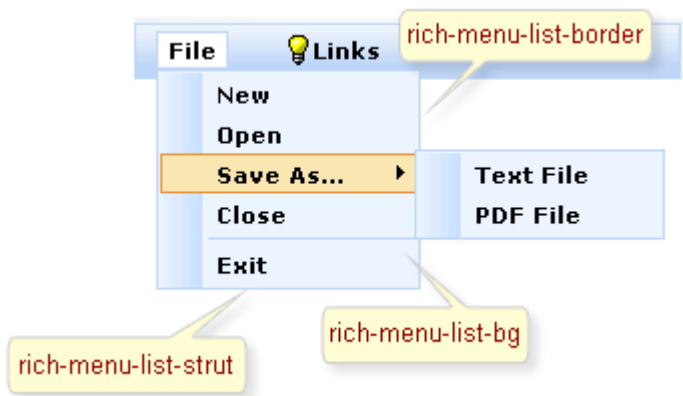 File
Links
rich-menu-list-border
New
Open
Save As...
Text File
Close
PDF File
Exit
rich-menu-list-bg
rich-menu-list-strut